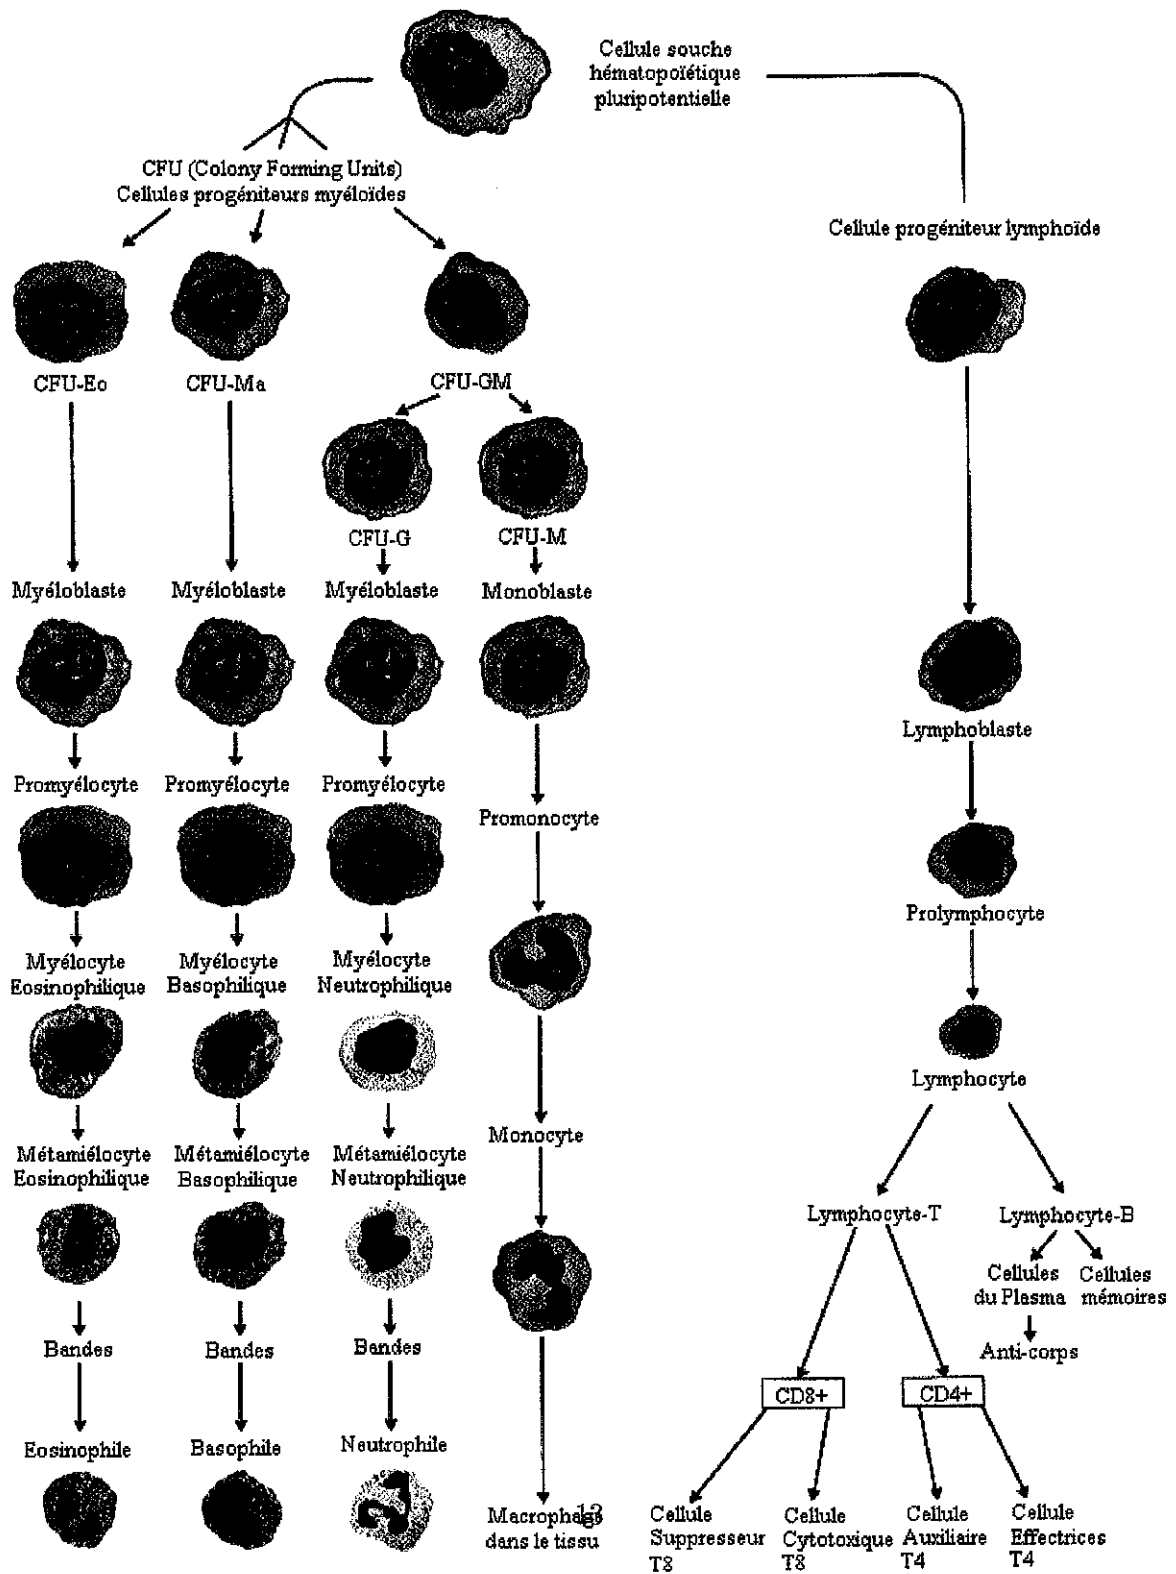 Cellule souche
hématopoïétique
pluripotentielle
CFU (Colony Forming Units)
Cellules progéniteurs myéloïdes
Cellule progéniteur lymphoïde
CFU-Eo
CFU-Ma
CFU-GM
CFU-G
CFU-M
Myéloblaste
Myéloblaste
Myéloblaste
Monoblaste
Lymphoblaste
Promyélocyte
Promyélocyte
Promyélocyte
Promonocyte
Prolymphocyte
Myélocyte
Eosinophilique
Myélocyte
Basophilique
Myélocyte
Neutrophilique
Lymphocyte
Métamiélocyte
Eosinophilique
Métamiélocyte
Basophilique
Métamiélocyte
Neutrophilique
Monocyte
Lymphocyte-T
Lymphocyte-B
Cellules
du Plasma
Cellules
mémoires
Anti-corps
Bandes
Bandes
Bandes
CD8+
CD4+
Eosinophile
Basophile
Neutrophile
Macrophage
dans le tissu
13
Cellule
Suppresseur
T8
Cellule
Cytotoxique
T8
Cellule
Auxiliaire
T4
Cellule
Effectrices
T4